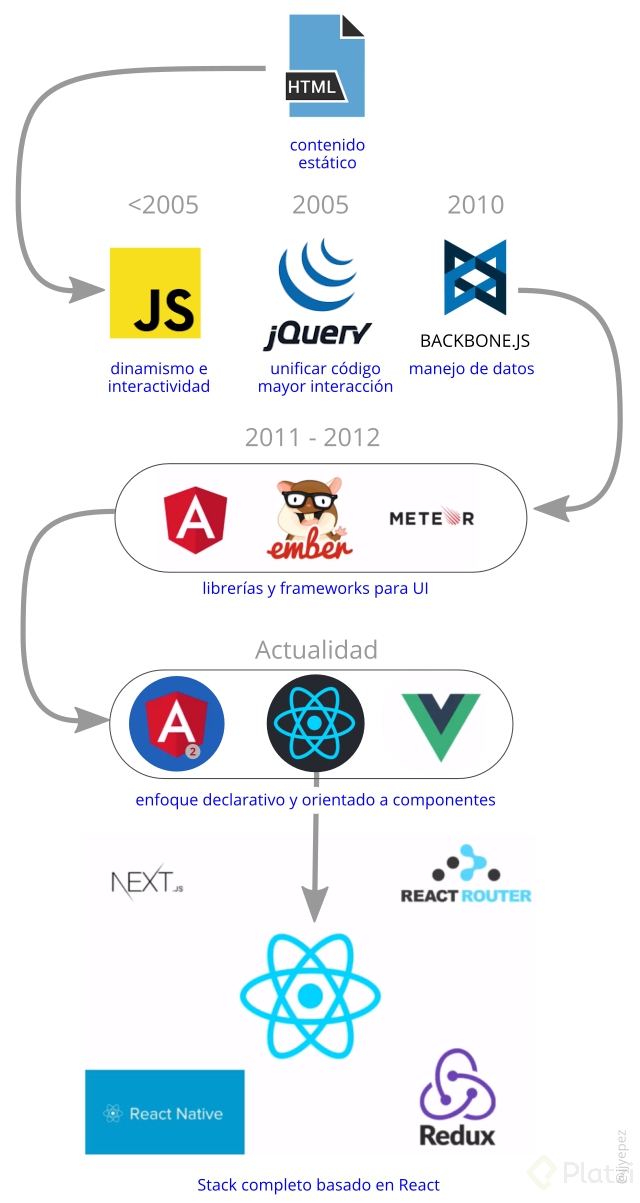 HTML
contenido
estático
<2005
2005
2010
JS
jQuery
BACKBONE.JS
dinamismo e
interactividad
unificar código
mayor interacción
manejo de datos
2011 - 2012
A
ember
METEOR
librerías y frameworks para UI
Actualidad
A
2
enfoque declarativo y orientado a componentes
NEXT.JS
REACT ROUTER
React Native
Redux
Stack completo basado en React
Platzi
@jjyepez